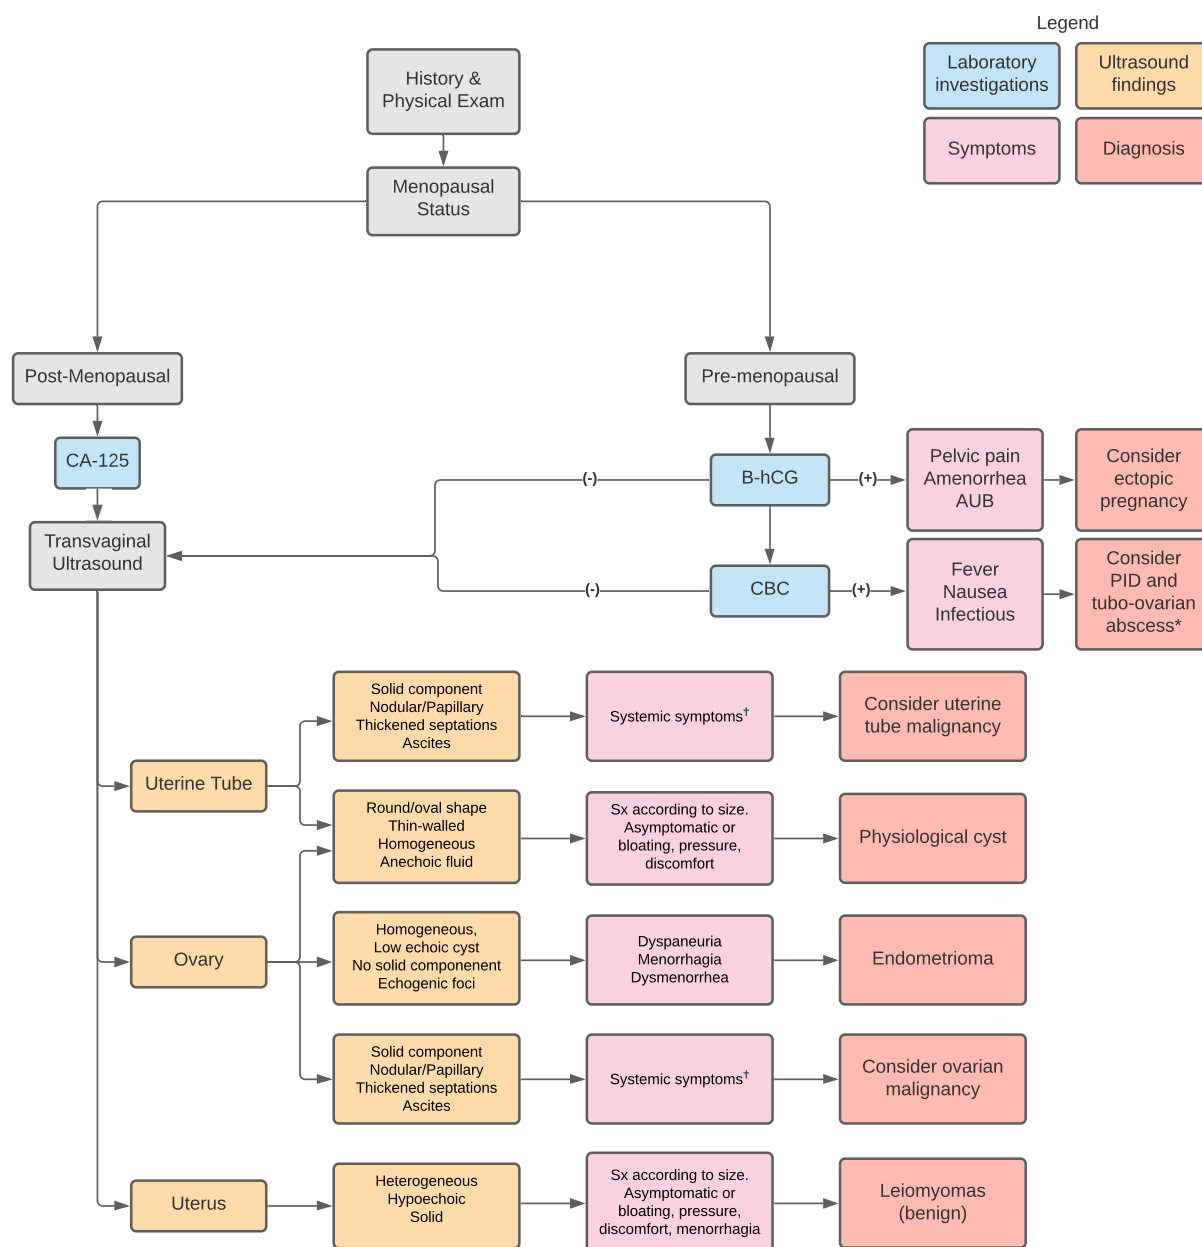 Legend
Laboratory
investigations
Ultrasound
findings
Symptoms
Diagnosis
History &
Physical Exam
Menopausal
Status
Post-Menopausal
Pre-menopausal
CA-125
Transvaginal
Ultrasound
(-)
B-hCG
(+)
Pelvic pain
Amenorrhea
AUB
Consider
ectopic
pregnancy
(-)
CBC
(+)
Fever
Nausea
Infectious
Consider
PID and
tubo-ovarian
abscess*
Uterine Tube
Solid component
Nodular/Papillary
Thickened septations
Ascites
Systemic symptoms†
Consider uterine
tube malignancy
Round/oval shape
Thin-walled
Homogeneous
Anechoic fluid
Sx according to size.
Asymptomatic or
bloating, pressure,
discomfort
Physiological cyst
Ovary
Homogeneous,
Low echoic cyst
No solid componenent
Echogenic foci
Dyspaneuria
Menorrhagia
Dysmenorrhea
Endometrioma
Solid component
Nodular/Papillary
Thickened septations
Ascites
Systemic symptoms†
Consider ovarian
malignancy
Uterus
Heterogeneous
Hypoechoic
Solid
Sx according to size.
Asymptomatic or
bloating, pressure,
discomfort, menorrhagia
Leiomyomas
(benign)